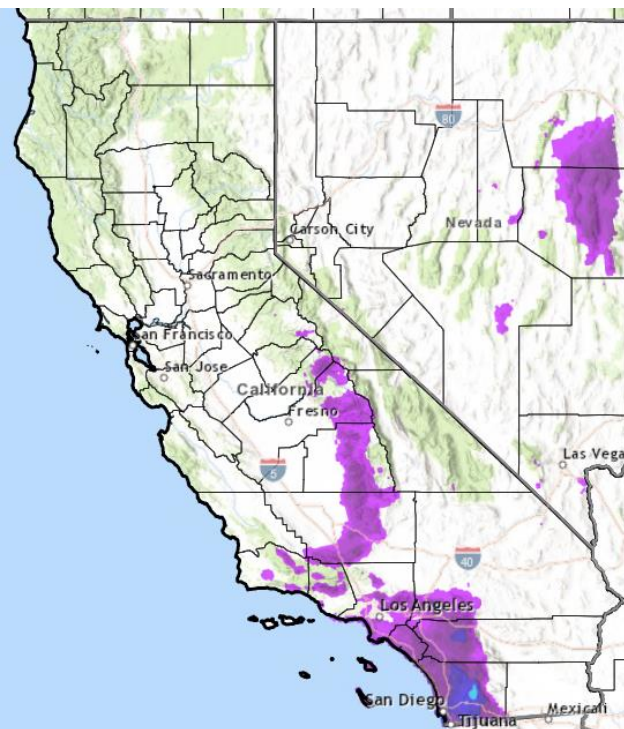 80
Nevada
Carson City
Sacramento
San Francisco
San Jose
California
Fresno
Las Vega
5
40
Los Angeles
San Diego
Tijuana
Mexicali